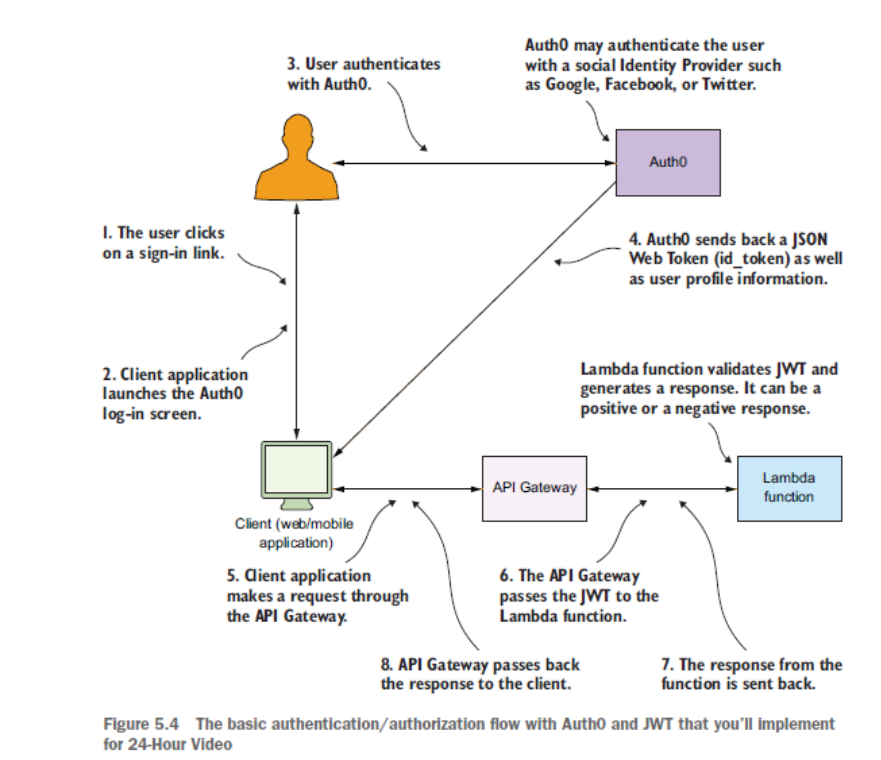 3. User authenticates
with Auth0.
Auth0 may authenticate the user
with a social Identity Provider such
as Google, Facebook, or Twitter.
Auth0
1. The user clicks
on a sign-in link.
4. Auth0 sends back a JSON
Web Token (id_token) as well
as user profile information.
2. Client application
launches the Auth0
log-in screen.
Lambda function validates JWT and
generates a response. It can be a
positive or a negative response.
API Gateway
Lambda
function
Client (web/mobile
application)
5. Client application
makes a request through
the API Gateway.
6. The API Gateway
passes the JWT to the
Lambda function.
8. API Gateway passes back
the response to the client.
7. The response from the
function is sent back.
Figure 5.4 The basic authentication/authorization flow with Auth0 and JWT that you'll implement
for 24-Hour Video